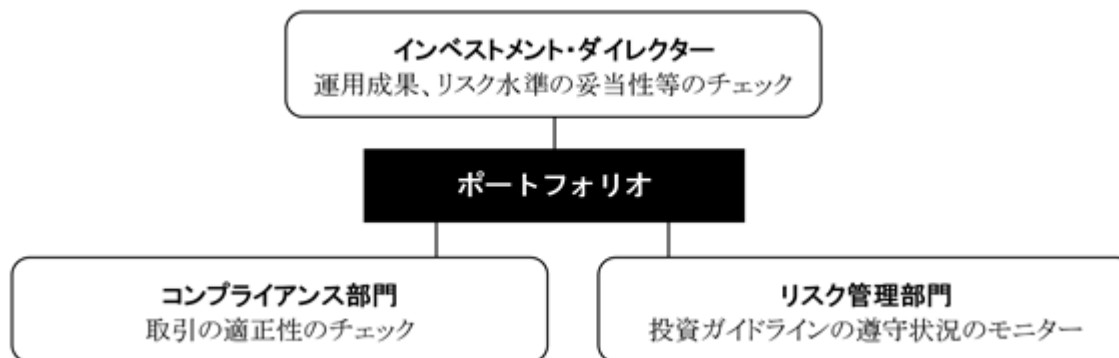 インベストメント・ダイレクター
運用成果、リスク水準の妥当性等のチェック
ポートフォリオ
コンプライアンス部門
取引の適正性のチェック
リスク管理部門
投資ガイドラインの遵守状況のモニター